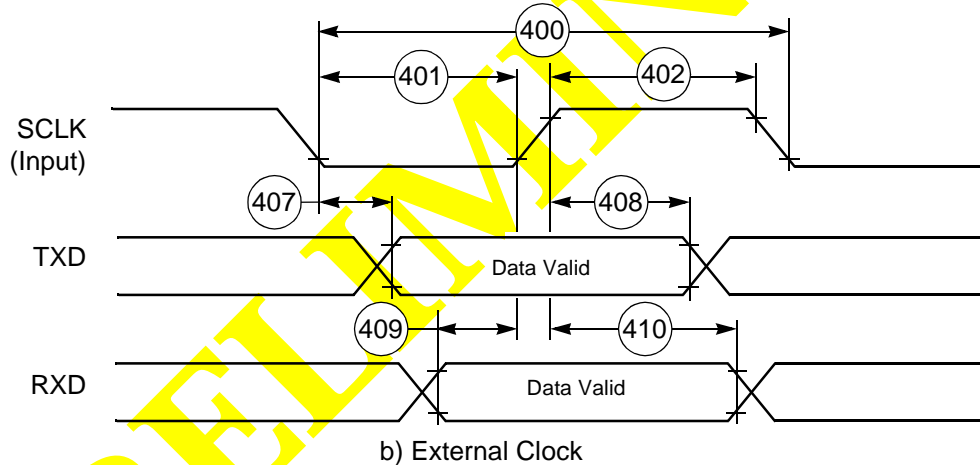 400
401
402
SCLK
(Input)
407
408
TXD
Data Valid
409
410
RXD
Data Valid
b) External Clock